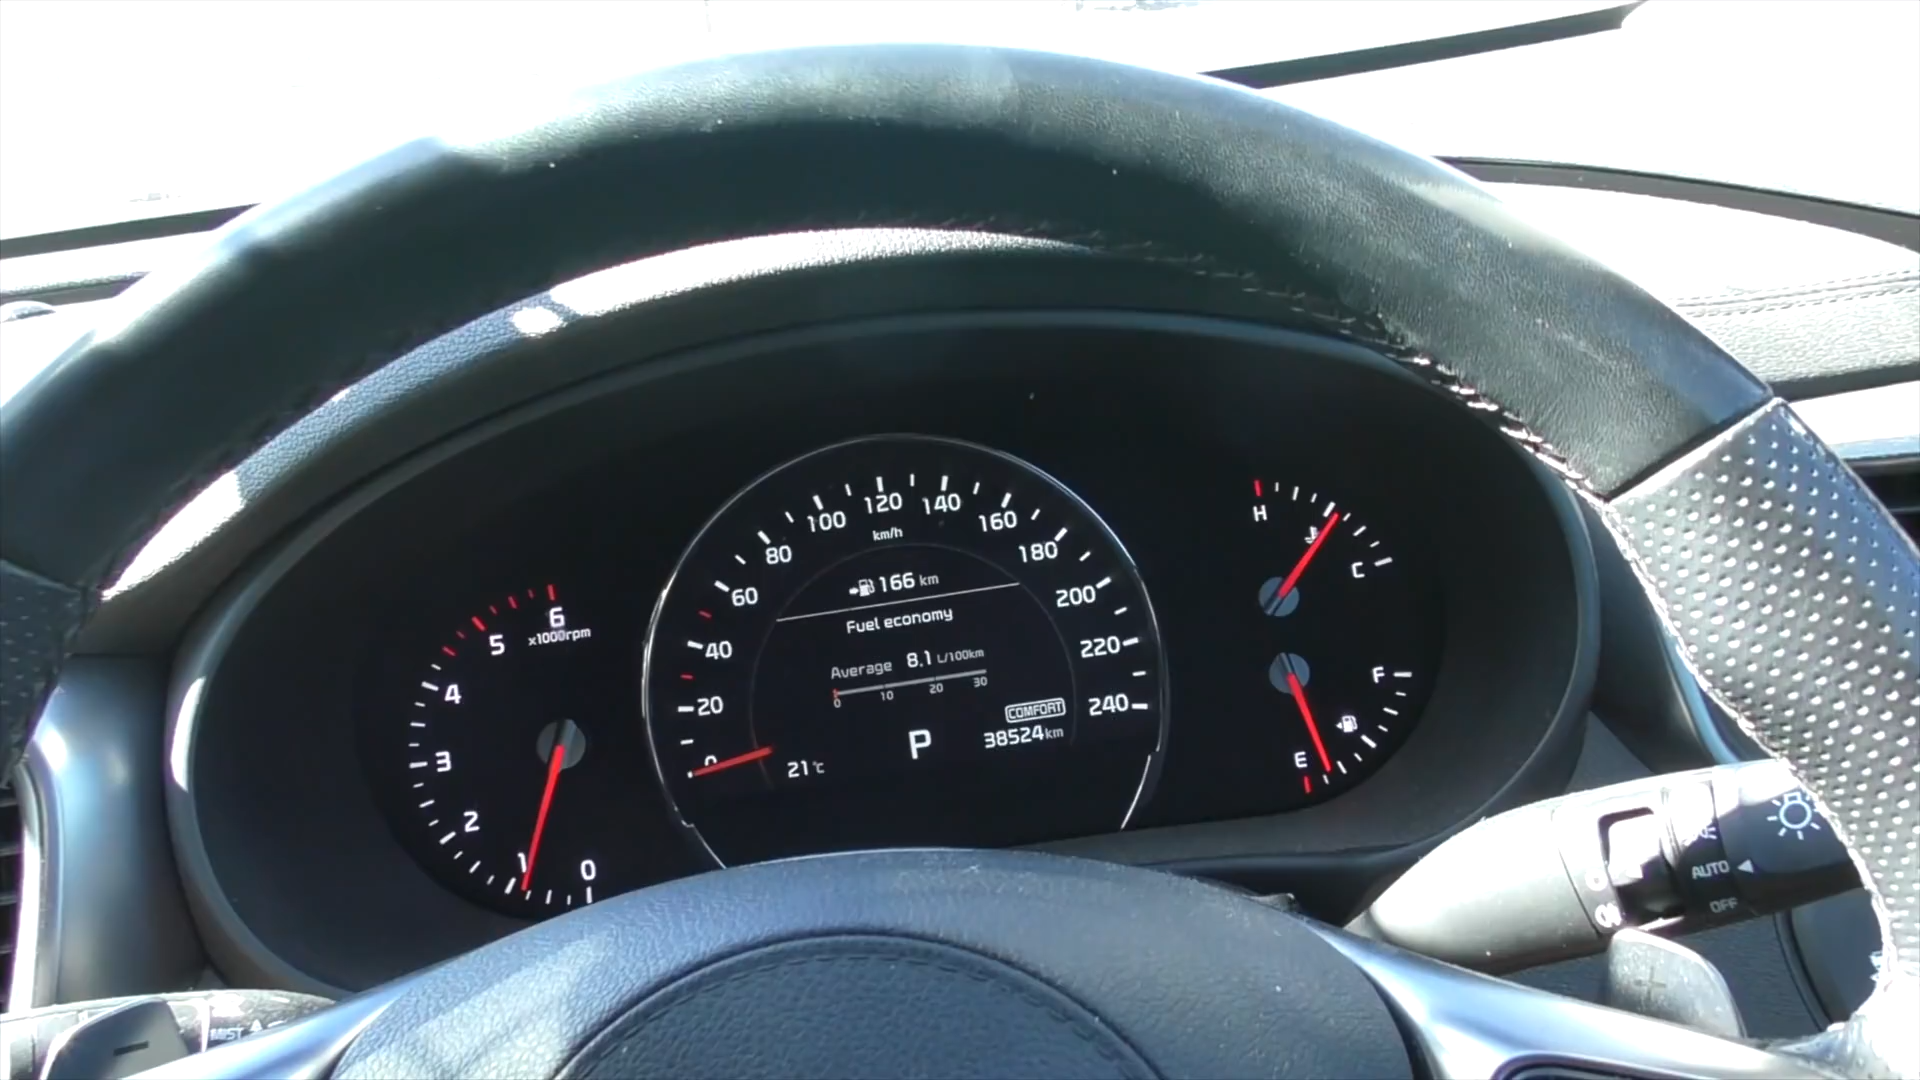 6
x1000rpm
5
4
3
2
1
0
120
140
100
160
km/h
80
180
60
200
40
220
20
240
0
166 km
Fuel economy
Average 8.1 L/100km
0 10 20 30
COMFORT
P
38524km
21°C
H
C
F
E
AUTO
OFF
MIST